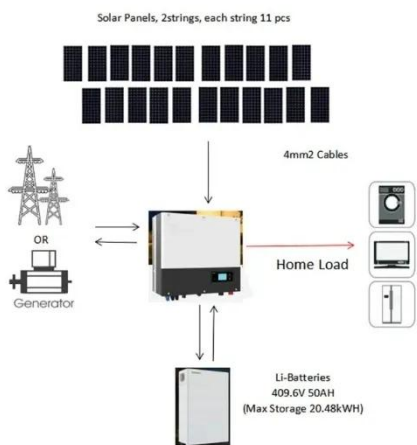 Solar Panels, 2strings, each string 11 pcs
4mm2 Cables
OR
Generator
Home Load
Li-Batteries
409.6V 50AH
(Max Storage 20.48kWH)